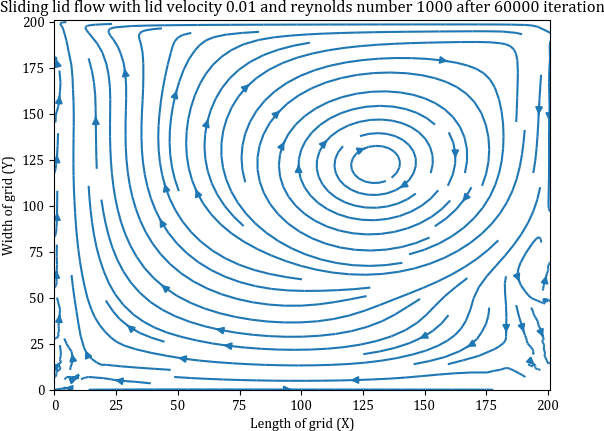 Sliding lid flow with lid velocity 0.01 and reynolds number 1000 after 60000 iteration
200
175
150
125
100
75
50
25
0
Width of grid (Y)
0 25 50 75 100 125 150 175 200
Length of grid (X)